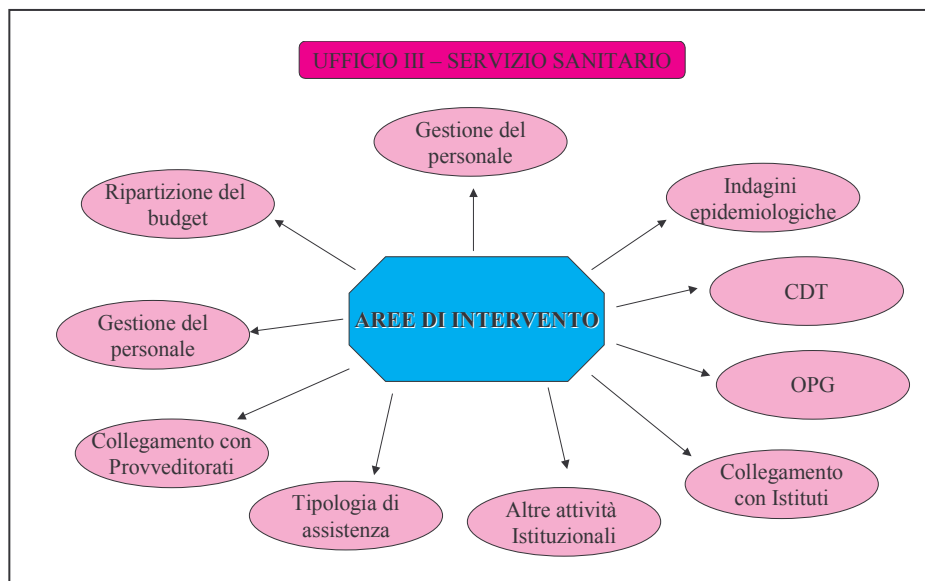 UFFICIO III – SERVIZIO SANITARIO
Gestione del
personale
Ripartizione del
budget
Indagini
epidemiologiche
CDT
AREE DI INTERVENTO
Gestione del
personale
OPG
Collegamento con
Provveditorati
Collegamento
con Istituti
Tipologia di
assistenza
Altre attività
Istituzionali